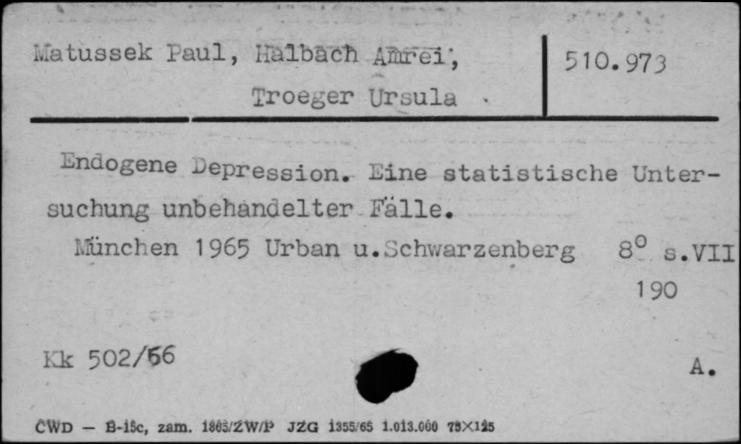 Matussek Paul, Halbach Amrei,
510.973
Troeger Ursula
Endogene Depression. Eine statistische Unter-
suchung unbehandelter Fälle.
München 1965 Urban u.Schwarzenberg 8° s.VII
190
Kk 502/66
A.
CWD — B-15c, zam. 1865/ZW/P JZG 1355/65 1.013.000 75×125